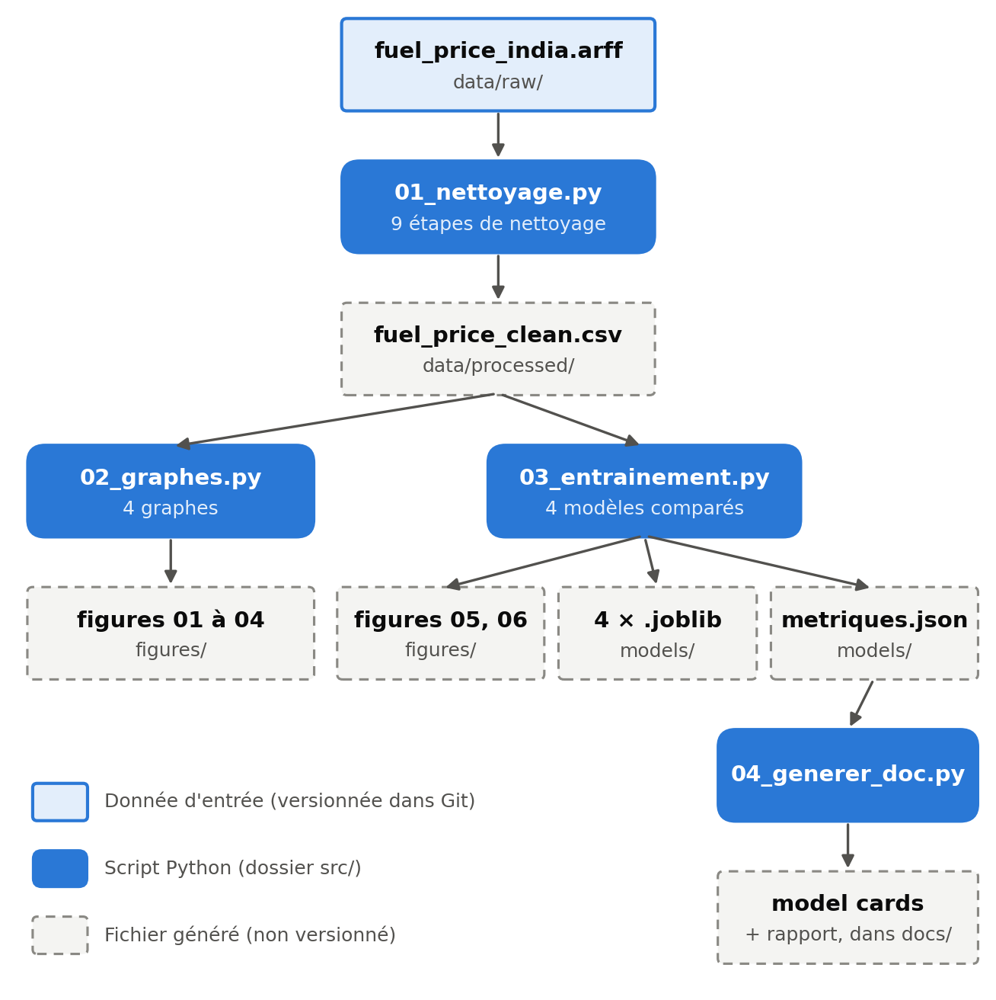 fuel_price_india.arff
data/raw/
01_nettoyage.py
9 étapes de nettoyage
fuel_price_clean.csv
data/processed/
02_graphes.py
4 graphes
03_entrainement.py
4 modèles comparés
figures 01 à 04
figures/
figures 05, 06
figures/
4 × .joblib
models/
metriques.json
models/
04_generer_doc.py
model cards
+ rapport, dans docs/
Donnée d'entrée (versionnée dans Git)
Script Python (dossier src/)
Fichier généré (non versionné)